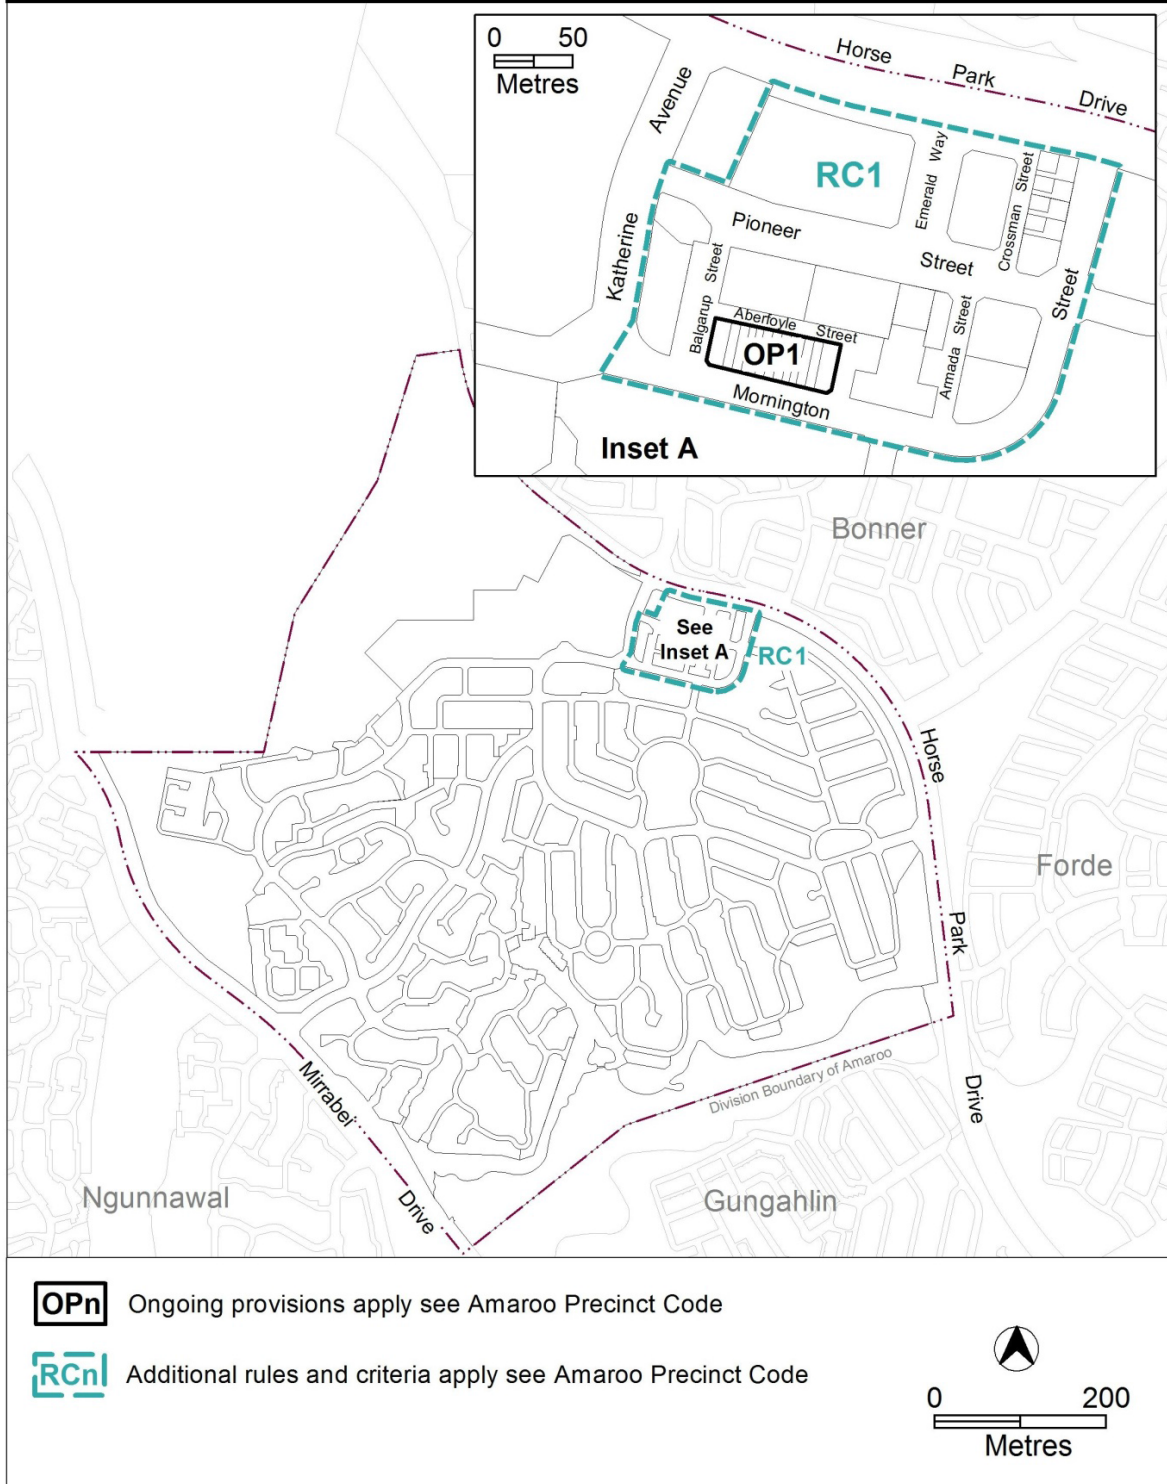 0 50
Metres
Horse Park Drive
Avenue
Katherine
RC1
Emerald Way
Crossman Street
Pioneer Street
Street
Balgarup Street
Aberfoyle Street
Armada Street
OP1
Mornington
Inset A
Bonner
See
Inset A
RC1
Horse Park Drive
Forde
Division Boundary of Amaroo
Mirrabei Drive
Ngunnawal
Gungahlin
OPn Ongoing provisions apply see Amaroo Precinct Code
RCn Additional rules and criteria apply see Amaroo Precinct Code
0 200
Metres